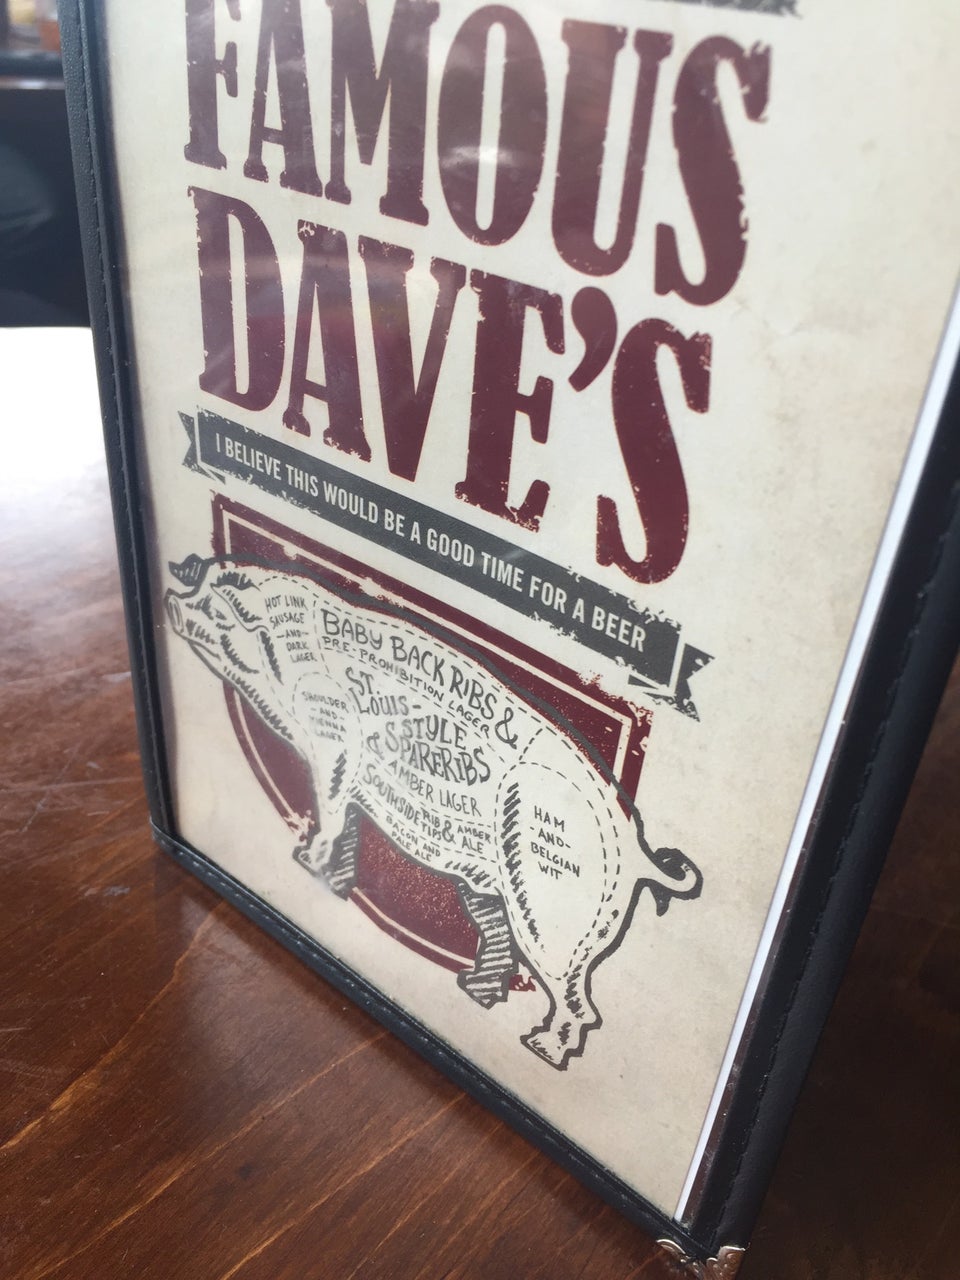 FAMOUS
DAVE'S
I BELIEVE THIS WOULD BE A GOOD TIME FOR A BEER
HOT LINK
SAUSAGE
-AND-
DARK
LAGER
BABY BACK RIBS &
PRE-PROHIBITION LAGER
SHOULDER
-AND-
VIENNA
LAGER
ST.
LOUIS-
STYLE
SPARERIBS
& AMBER LAGER
SOUTHSIDE RIB TIPS & AMBER ALE
BACON AND
PALE ALE
HAM
-AND-
BELGIAN
WIT